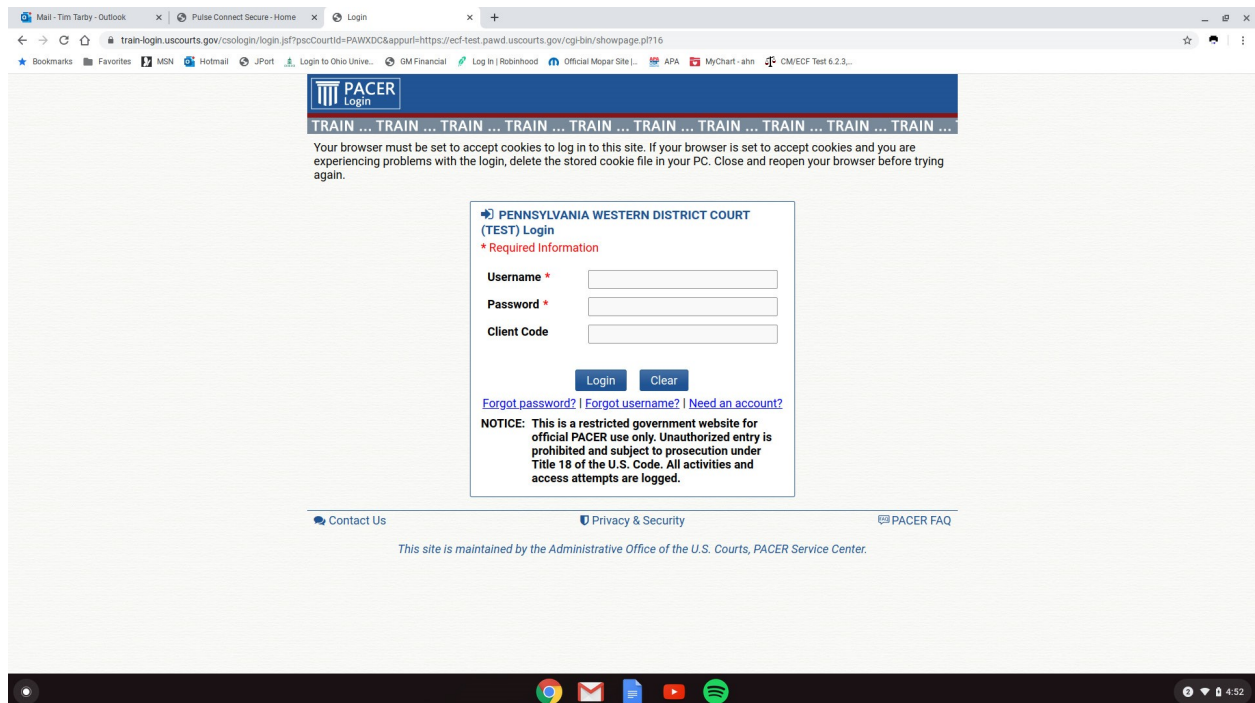 Mail - Tim Tarby - Outlook
Pulse Connect Secure - Home
Login
train-login.uscourts.gov/csologin/login.jsf?pscCourtId=PAWXDC&appurl=https://ecf-test.pawd.uscourts.gov/cgi-bin/showpage.pl?16
Bookmarks Favorites MSN Hotmail JPort Login to Ohio Unive... GM Financial Log In | Robinhood Official Mopar Site |... APA MyChart - ahn CM/ECF Test 6.2.3,...
PACER
Login
TRAIN ... TRAIN ... TRAIN ... TRAIN ... TRAIN ... TRAIN ... TRAIN ... TRAIN ... TRAIN ... TRAIN ...
Your browser must be set to accept cookies to log in to this site. If your browser is set to accept cookies and you are
experiencing problems with the login, delete the stored cookie file in your PC. Close and reopen your browser before trying
again.
PENNSYLVANIA WESTERN DISTRICT COURT
(TEST) Login
* Required Information
Username *
Password *
Client Code
Login Clear
Forgot password? | Forgot username? | Need an account?
NOTICE: This is a restricted government website for
official PACER use only. Unauthorized entry is
prohibited and subject to prosecution under
Title 18 of the U.S. Code. All activities and
access attempts are logged.
Contact Us Privacy & Security FAQ PACER FAQ
This site is maintained by the Administrative Office of the U.S. Courts, PACER Service Center.
2 4:52